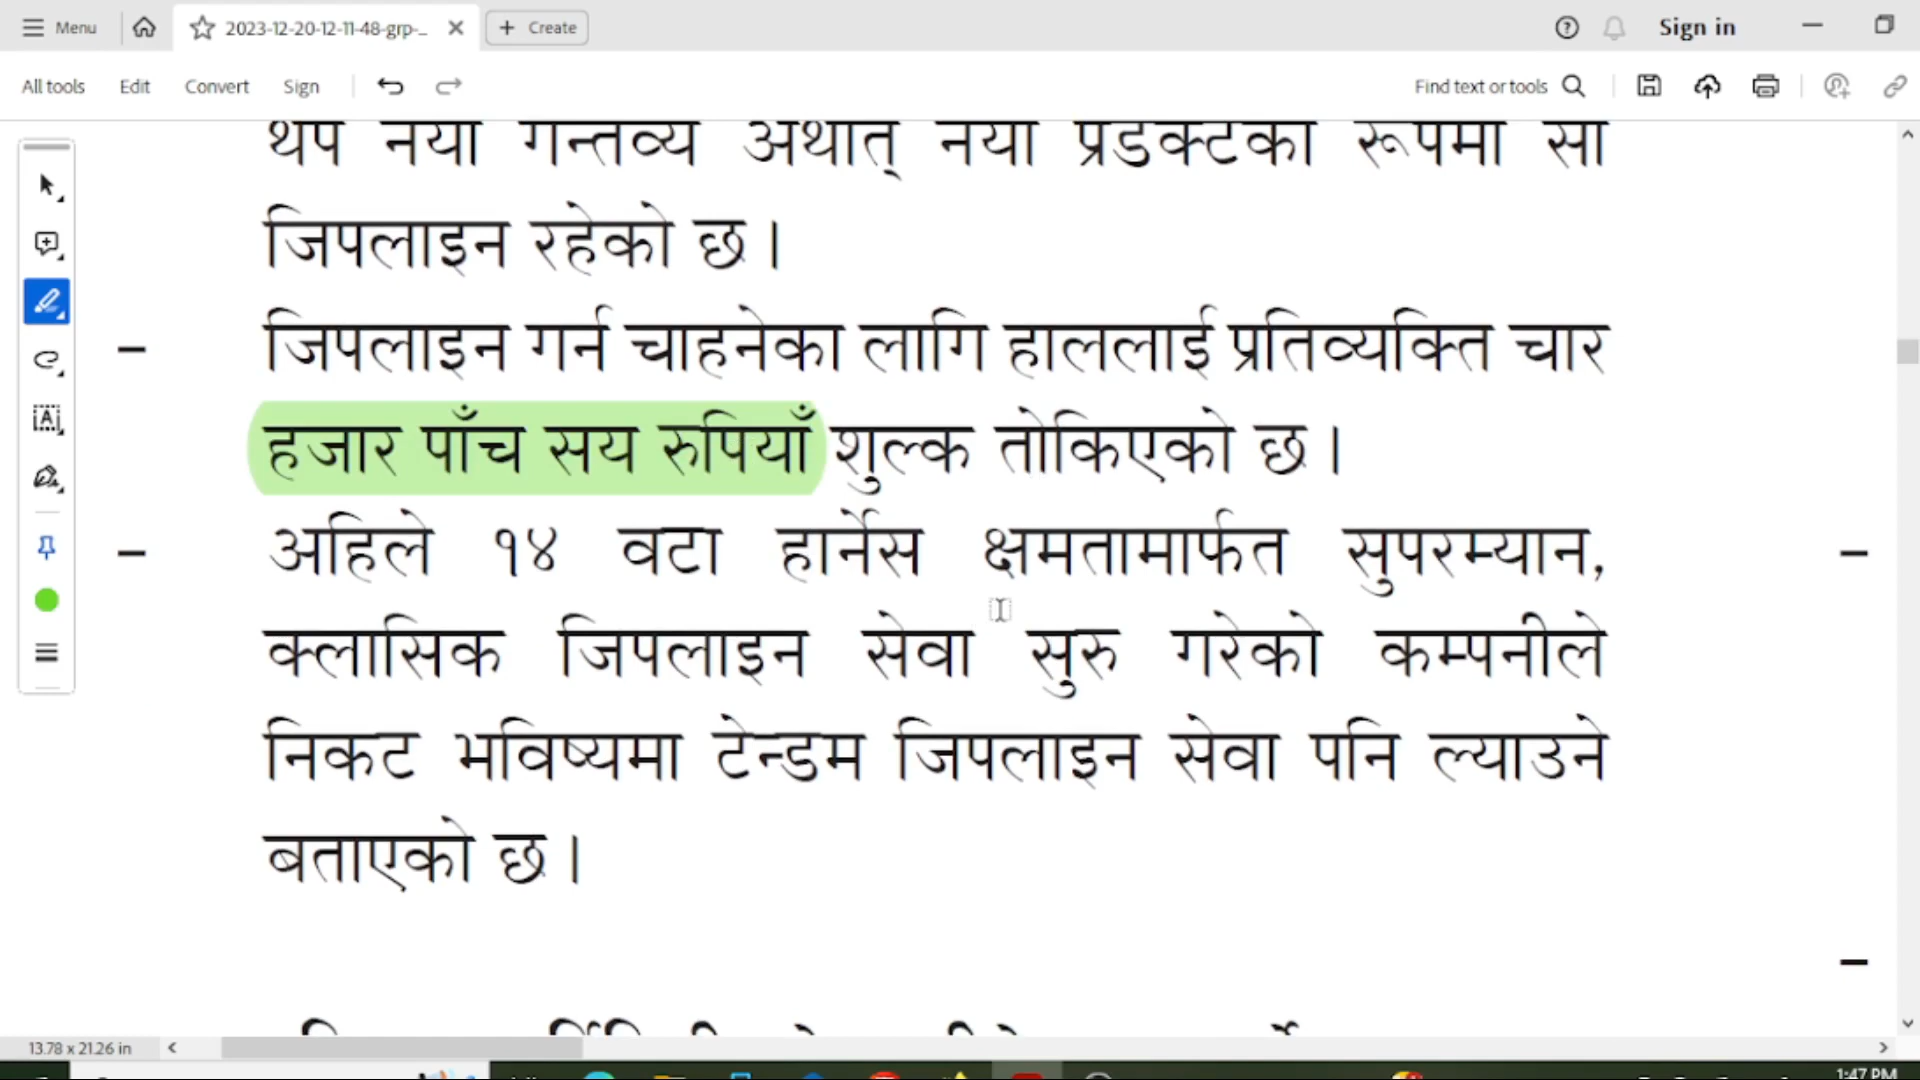 Menu
2023-12-20-12-11-48-grp-_
Create
Sign in
All tools
Edit
Convert
Sign
Find text or tools
थप नया गन्तव्य अथात् नया प्रडक्टका रूपमा सो
जिपलाइन रहेको छ।
– जिपलाइन गर्न चाहनेका लागि हाललाई प्रतिव्यक्ति चार
हजार पाँच सय रुपियाँ शुल्क तोकिएको छ।
– अहिले १४ वटा हार्नेस क्षमतामार्फत सुपरम्यान,
क्लासिक जिपलाइन सेवा सुरु गरेको कम्पनीले
निकट भविष्यमा टेन्डम जिपलाइन सेवा पनि ल्याउने
बताएको छ।
13.78 x 21.26 in
1:47 PM